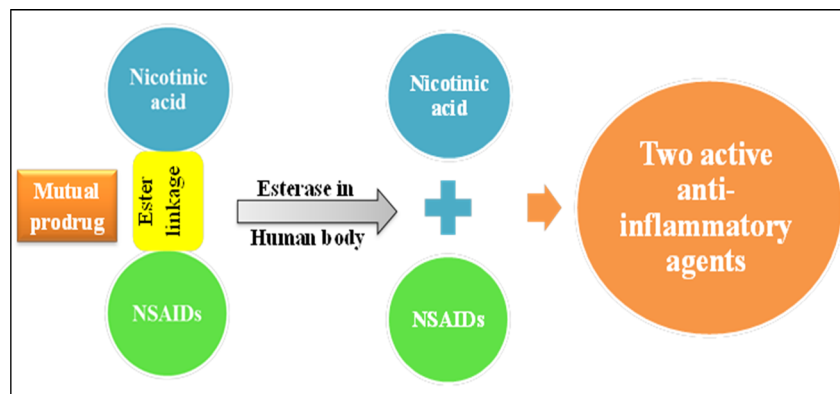 Nicotinic
acid
Mutual
prodrug
Ester
linkage
NSAIDs
Esterase in
Human body
Nicotinic
acid
NSAIDs
Two active
anti-
inflammatory
agents